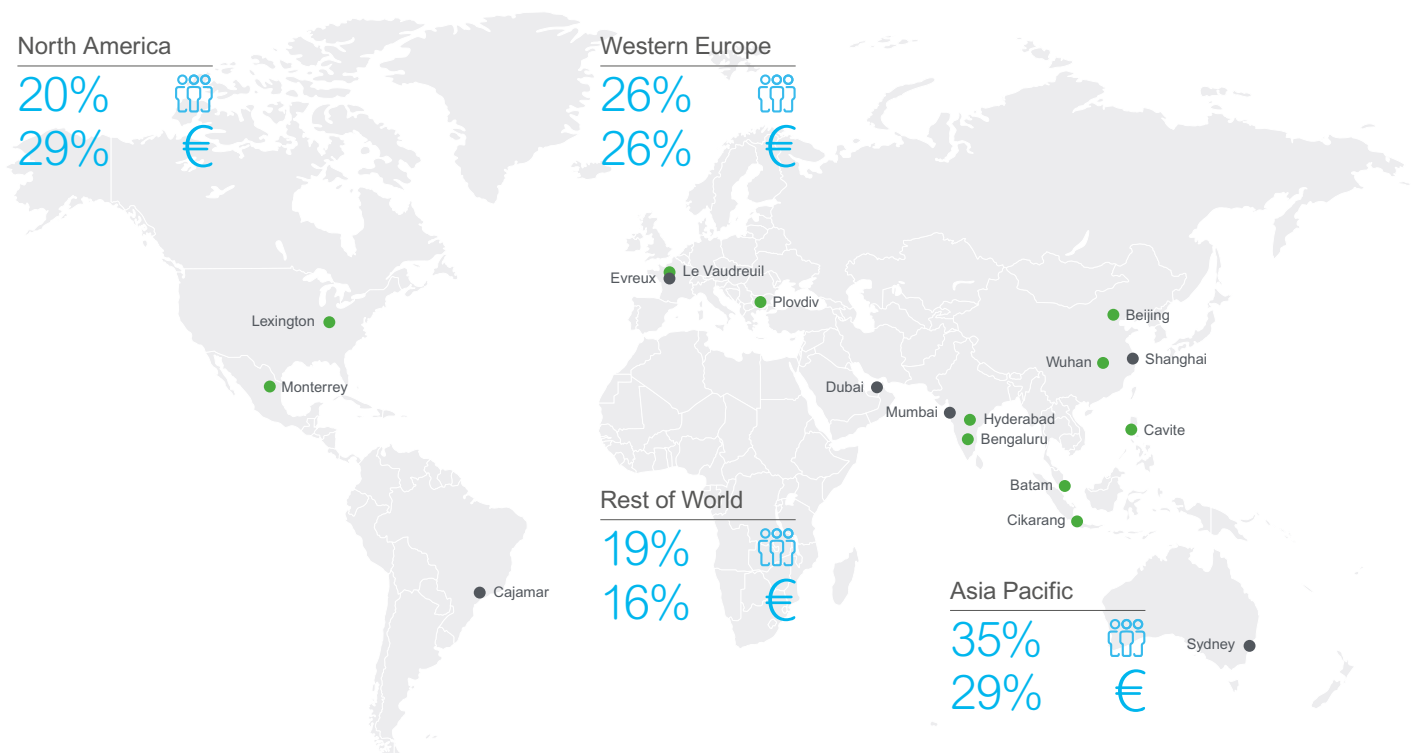 North America
20%
29% €
Western Europe
26%
26% €
Evreux
Le Vaudreuil
Plovdiv
Lexington
Monterrey
Beijing
Wuhan
Shanghai
Dubai
Mumbai
Hyderabad
Bengaluru
Cavite
Batam
Cikarang
Rest of World
19%
16% €
Cajamar
Asia Pacific
35%
29% €
Sydney